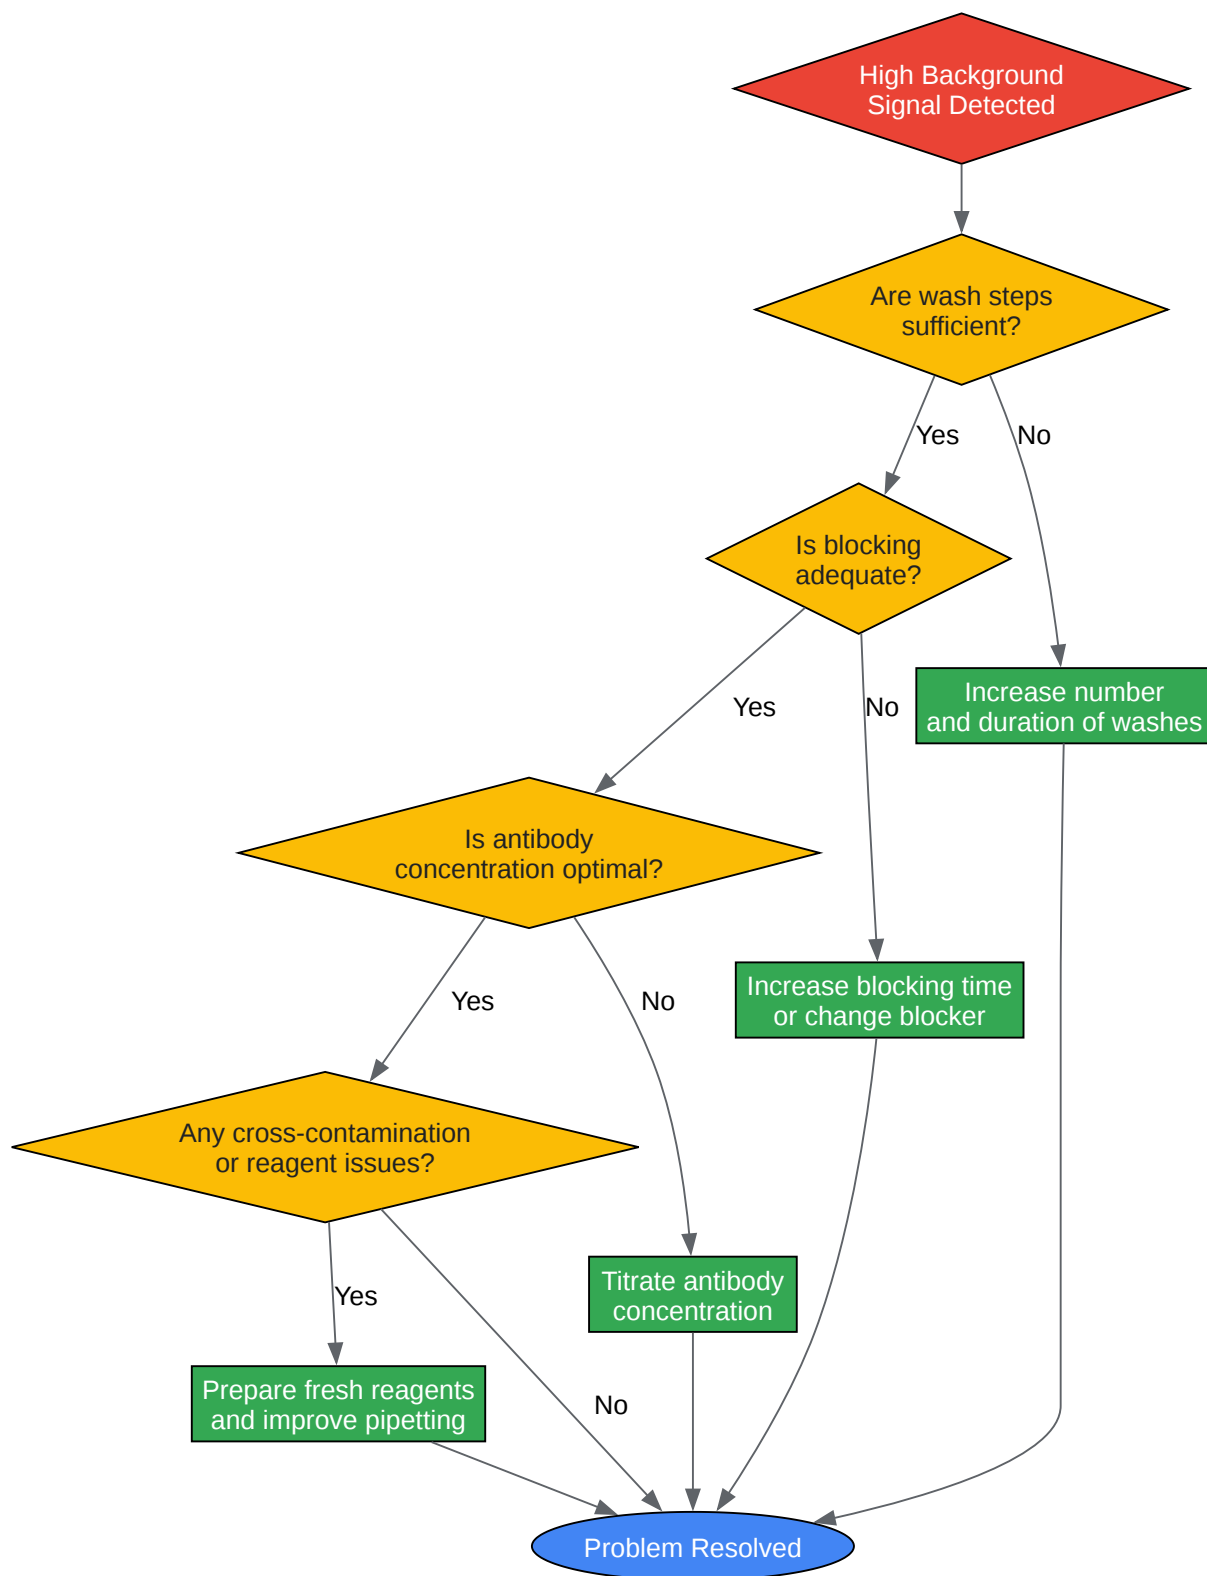 High Background
Signal Detected
Are wash steps
sufficient?
Yes
No
Is blocking
adequate?
Increase number
and duration of washes
Yes
No
Is antibody
concentration optimal?
Increase blocking time
or change blocker
Yes
No
Any cross-contamination
or reagent issues?
Titrate antibody
concentration
Yes
Prepare fresh reagents
and improve pipetting
No
Problem Resolved